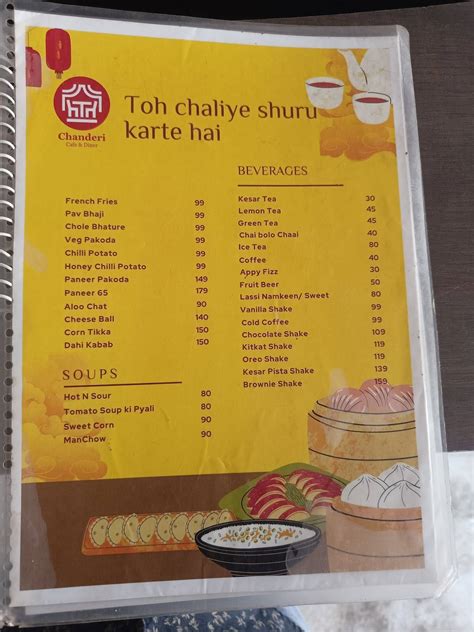 Chanderi
Cafe & Diner
Toh chaliye shuru
karte hai
French Fries 99
Pav Bhaji 99
Chole Bhature 99
Veg Pakoda 99
Chilli Potato 99
Honey Chilli Potato 99
Paneer Pakoda 149
Paneer 65 179
Aloo Chat 90
Cheese Ball 140
Corn Tikka 150
Dahi Kabab 150
SOUPS
Hot N Sour 80
Tomato Soup ki Pyali 80
Sweet Corn 90
ManChow 90
BEVERAGES
Kesar Tea 30
Lemon Tea 45
Green Tea 45
Chai bolo Chaai 40
Ice Tea 80
Coffee 40
Appy Fizz 30
Fruit Beer 50
Lassi Namkeen/ Sweet 80
Vanilla Shake 99
Cold Coffee 99
Chocolate Shake 109
Kitkat Shake 119
Oreo Shake 119
Kesar Pista Shake 139
Brownie Shake 159